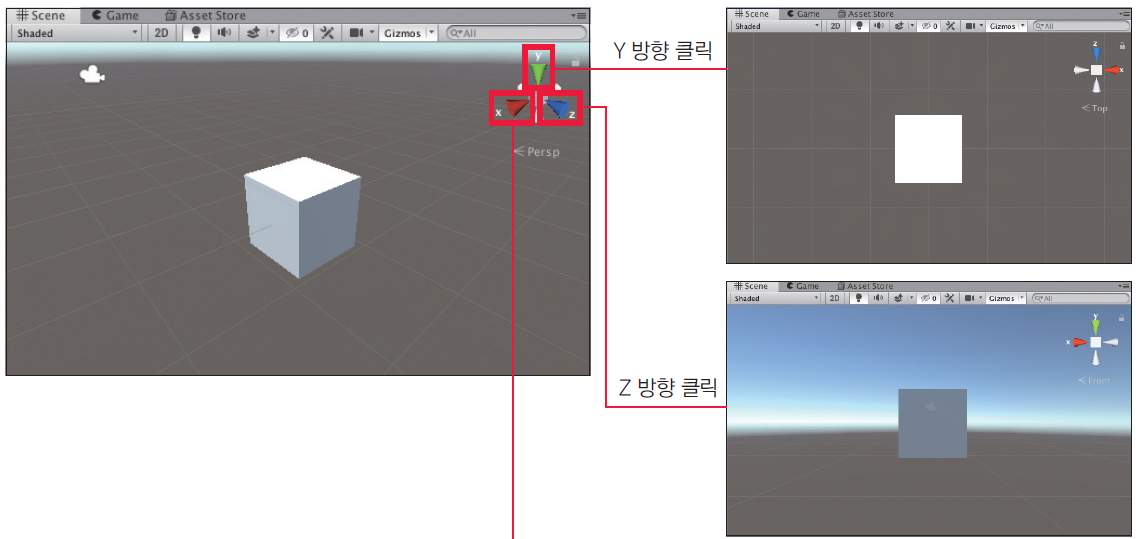 Scene Game Asset Store
Shaded 2D 0 Gizmos All
y
x z
Persp
Y 방향 클릭
Scene Game Asset Store
Shaded 2D 0 Gizmos All
z
x
Top
Z 방향 클릭
Scene Game Asset Store
Shaded 2D 0 Gizmos All
y
x
Front